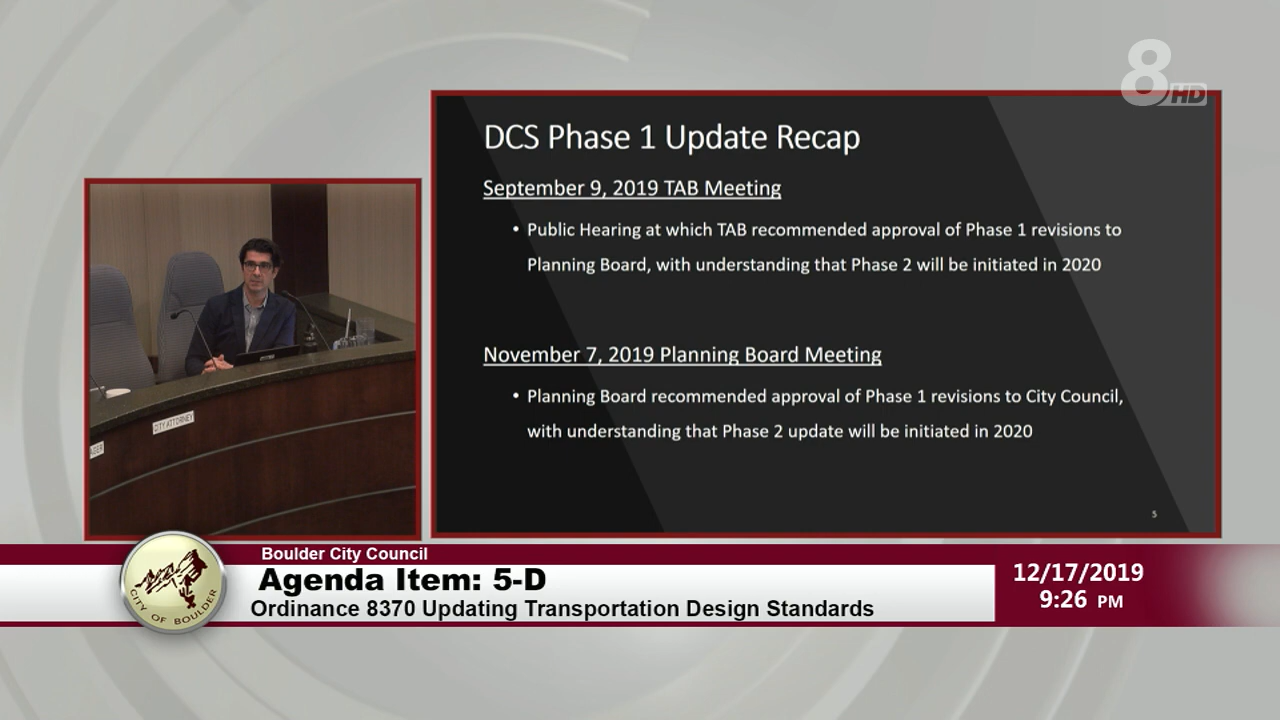 8
HD
DCS Phase 1 Update Recap
September 9, 2019 TAB Meeting
• Public Hearing at which TAB recommended approval of Phase 1 revisions to
Planning Board, with understanding that Phase 2 will be initiated in 2020
November 7, 2019 Planning Board Meeting
• Planning Board recommended approval of Phase 1 revisions to City Council,
with understanding that Phase 2 update will be initiated in 2020
5
CITY ATTORNEY
Boulder City Council
Agenda Item: 5-D
Ordinance 8370 Updating Transportation Design Standards
CITY OF BOULDER
12/17/2019
9:26 PM